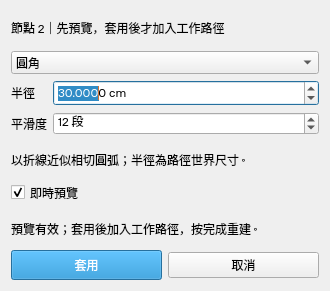 節點 2｜先預覽，套用後才加入工作路徑
圓角
半徑 30.0000 cm
平滑度 12 段
以折線近似相切圓弧；半徑為路徑世界尺寸。
即時預覽
預覽有效；套用後加入工作路徑，按完成重建。
套用 取消